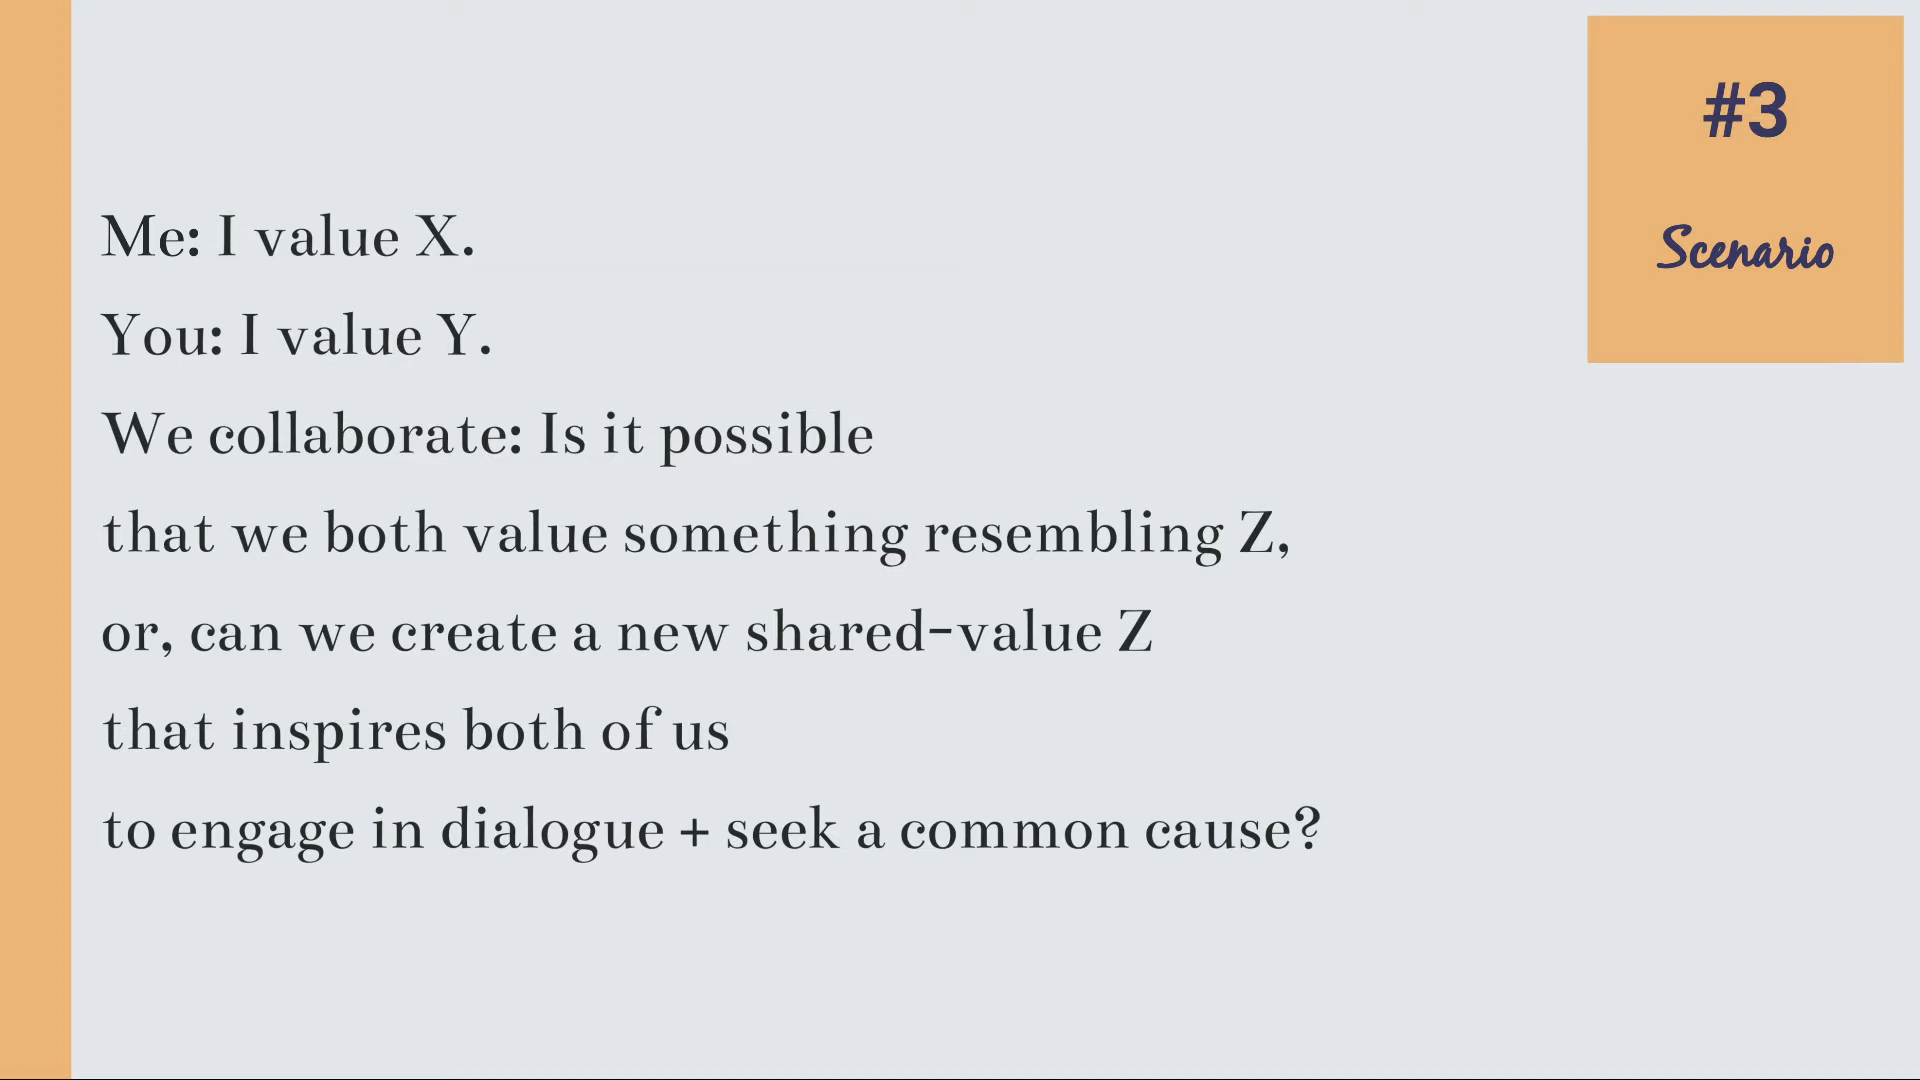 #3
Scenario
Me: I value X.
You: I value Y.
We collaborate: Is it possible
that we both value something resembling Z,
or, can we create a new shared-value Z
that inspires both of us
to engage in dialogue + seek a common cause?